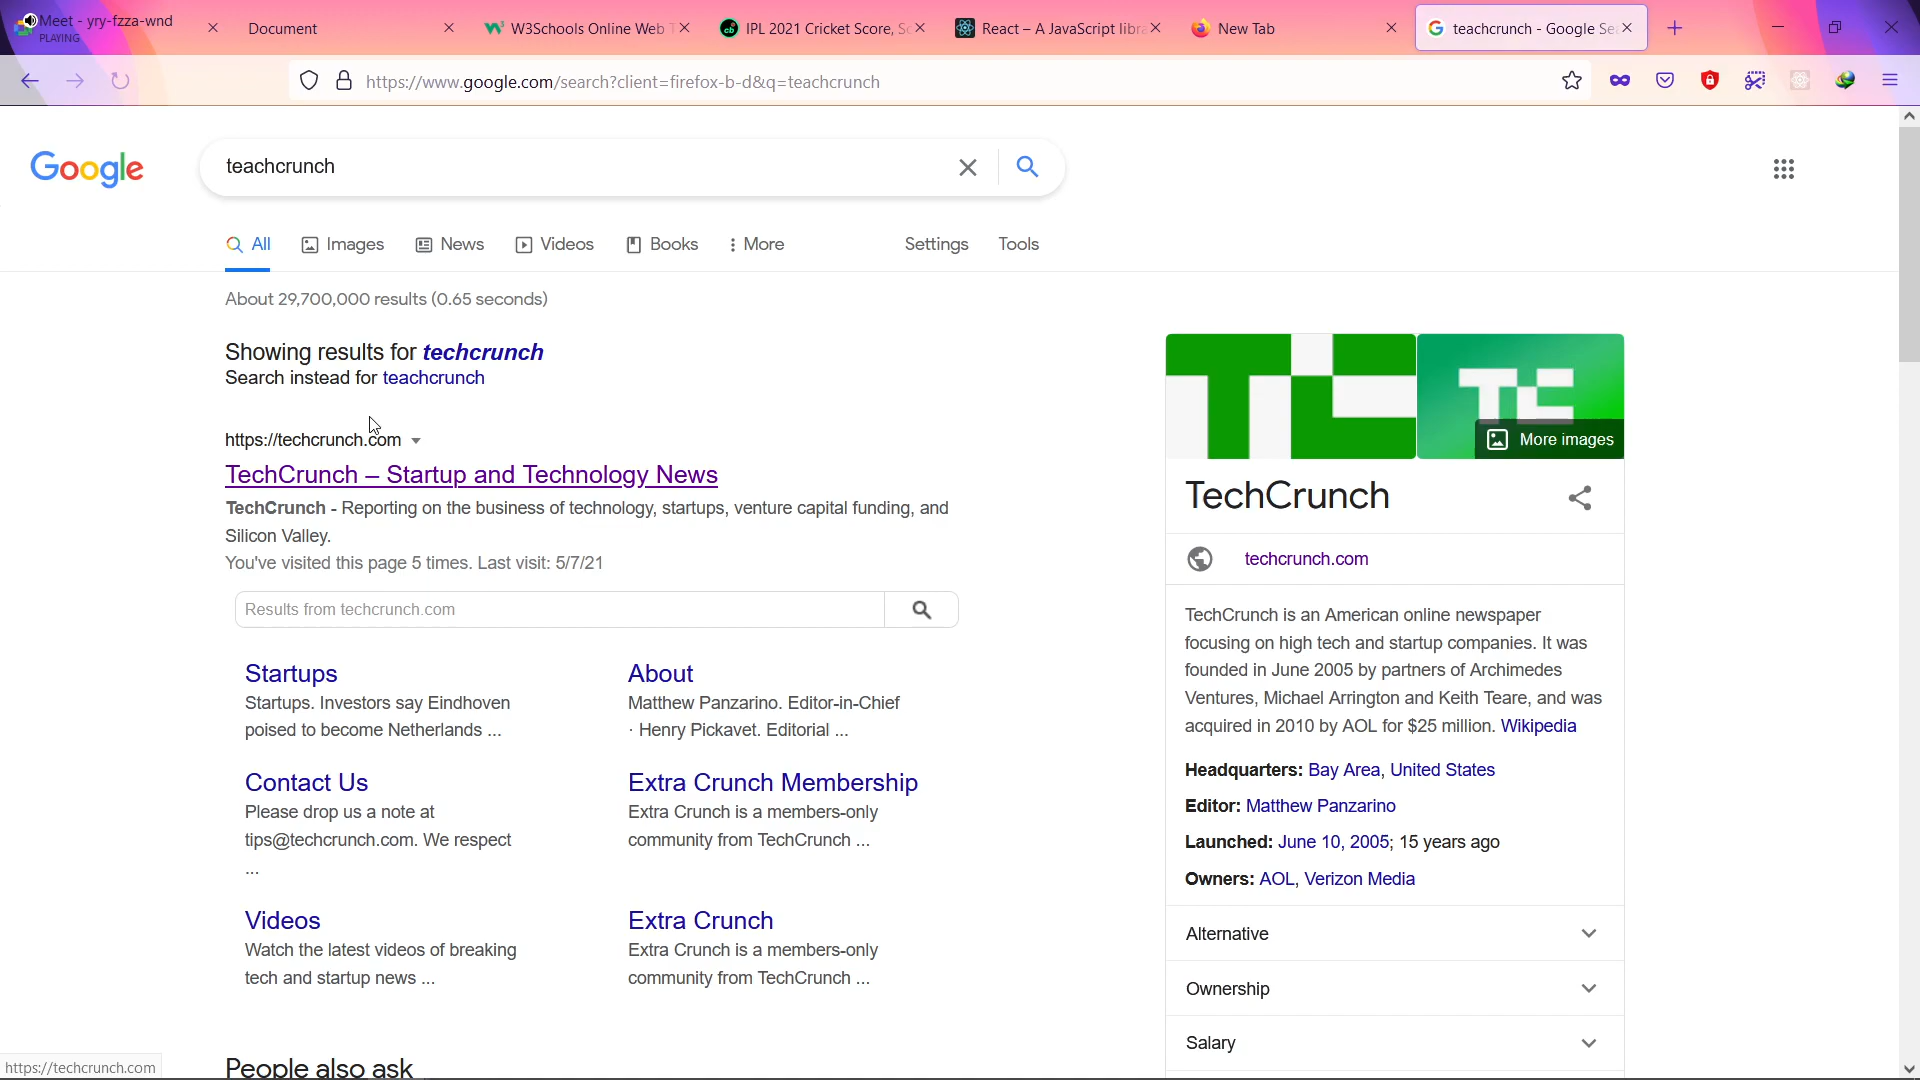 Meet - yry-fzza-wnd
PLAYING
Document
W3Schools Online Web T
IPL 2021 Cricket Score, Sc
React – A JavaScript libra
New Tab
teachcrunch - Google Sea
https://www.google.com/search?client=firefox-b-d&q=teachcrunch
Google
teachcrunch
All
Images
News
Videos
Books
More
Settings
Tools
About 29,700,000 results (0.65 seconds)
Showing results for techcrunch
Search instead for teachcrunch
https://techcrunch.com
TechCrunch – Startup and Technology News
TechCrunch - Reporting on the business of technology, startups, venture capital funding, and
Silicon Valley.
You've visited this page 5 times. Last visit: 5/7/21
Results from techcrunch.com
Startups
Startups. Investors say Eindhoven
poised to become Netherlands ...
About
Matthew Panzarino. Editor-in-Chief
· Henry Pickavet. Editorial ...
Contact Us
Please drop us a note at
tips@techcrunch.com. We respect
...
Extra Crunch Membership
Extra Crunch is a members-only
community from TechCrunch ...
Videos
Watch the latest videos of breaking
tech and startup news ...
Extra Crunch
Extra Crunch is a members-only
community from TechCrunch ...
People also ask
TC
TC
More images
TechCrunch
techcrunch.com
TechCrunch is an American online newspaper
focusing on high tech and startup companies. It was
founded in June 2005 by partners of Archimedes
Ventures, Michael Arrington and Keith Teare, and was
acquired in 2010 by AOL for $25 million. Wikipedia
Headquarters: Bay Area, United States
Editor: Matthew Panzarino
Launched: June 10, 2005; 15 years ago
Owners: AOL, Verizon Media
Alternative
Ownership
Salary
https://techcrunch.com